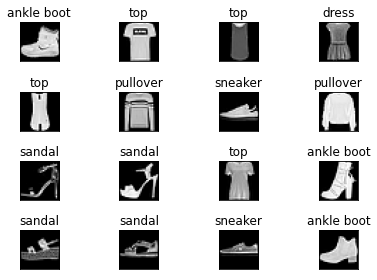 ankle boot top top dress
top pullover sneaker pullover
sandal sandal top ankle boot
sandal sandal sneaker ankle boot